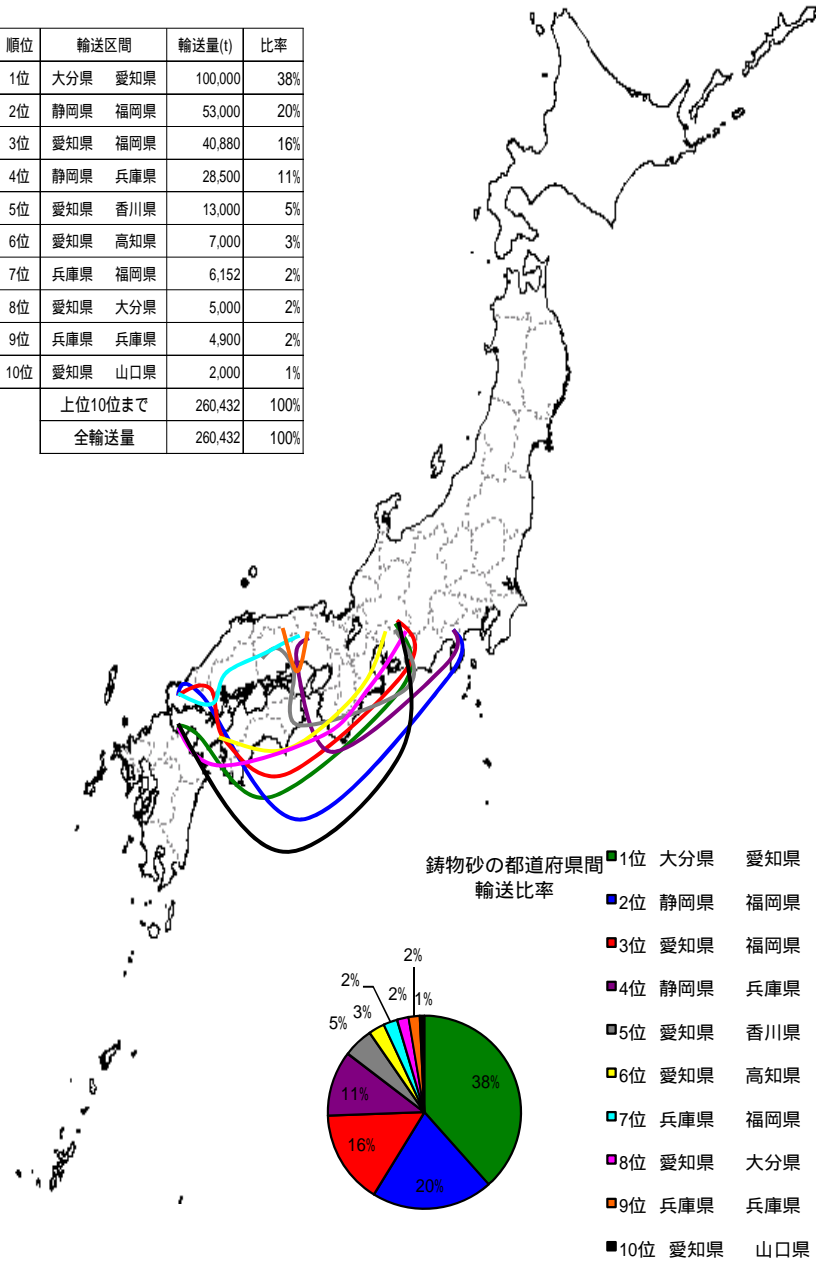 順位 輸送区間 輸送量(t) 比率
1位 大分県 愛知県 100,000 38%
2位 静岡県 福岡県 53,000 20%
3位 愛知県 福岡県 40,880 16%
4位 静岡県 兵庫県 28,500 11%
5位 愛知県 香川県 13,000 5%
6位 愛知県 高知県 7,000 3%
7位 兵庫県 福岡県 6,152 2%
8位 愛知県 大分県 5,000 2%
9位 兵庫県 兵庫県 4,900 2%
10位 愛知県 山口県 2,000 1%
上位10位まで 260,432 100%
全輸送量 260,432 100%
鋳物砂の都道府県間
輸送比率
38%
20%
16%
11%
5%
3%
2%
2%
2%
1%
1位 大分県 愛知県
2位 静岡県 福岡県
3位 愛知県 福岡県
4位 静岡県 兵庫県
5位 愛知県 香川県
6位 愛知県 高知県
7位 兵庫県 福岡県
8位 愛知県 大分県
9位 兵庫県 兵庫県
10位 愛知県 山口県